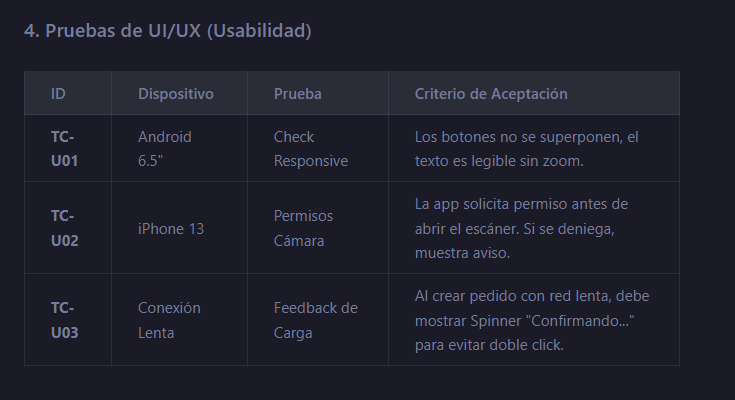 4. Pruebas de UI/UX (Usabilidad)
ID Dispositivo Prueba Criterio de Aceptación
TC-
U01
Android
6.5"
Check
Responsive
Los botones no se superponen, el
texto es legible sin zoom.
TC-
U02
iPhone 13
Permisos
Cámara
La app solicita permiso antes de
abrir el escáner. Si se deniega,
muestra aviso.
TC-
U03
Conexión
Lenta
Feedback de
Carga
Al crear pedido con red lenta, debe
mostrar Spinner "Confirmando..."
para evitar doble click.